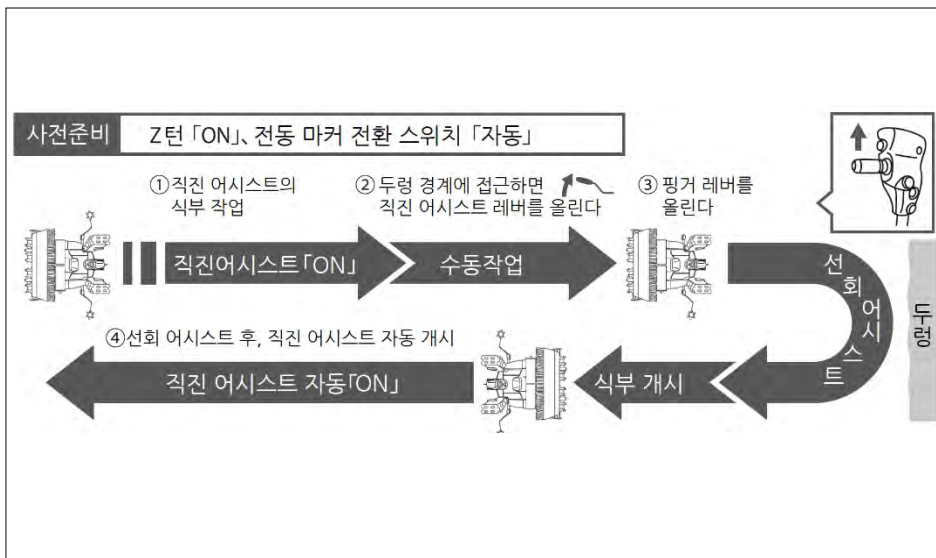 사전준비 Z턴 「ON」、전동 마커 전환 스위치 「자동」
① 직진 어시스트의
식부 작업
② 두렁 경계에 접근하면
직진 어시스트 레버를 올린다
③ 핑거 레버를
올린다
직진어시스트「ON」
수동작업
선회어시스트
두렁
④선회 어시스트 후, 직진 어시스트 자동 개시
직진 어시스트 자동「ON」
식부 개시